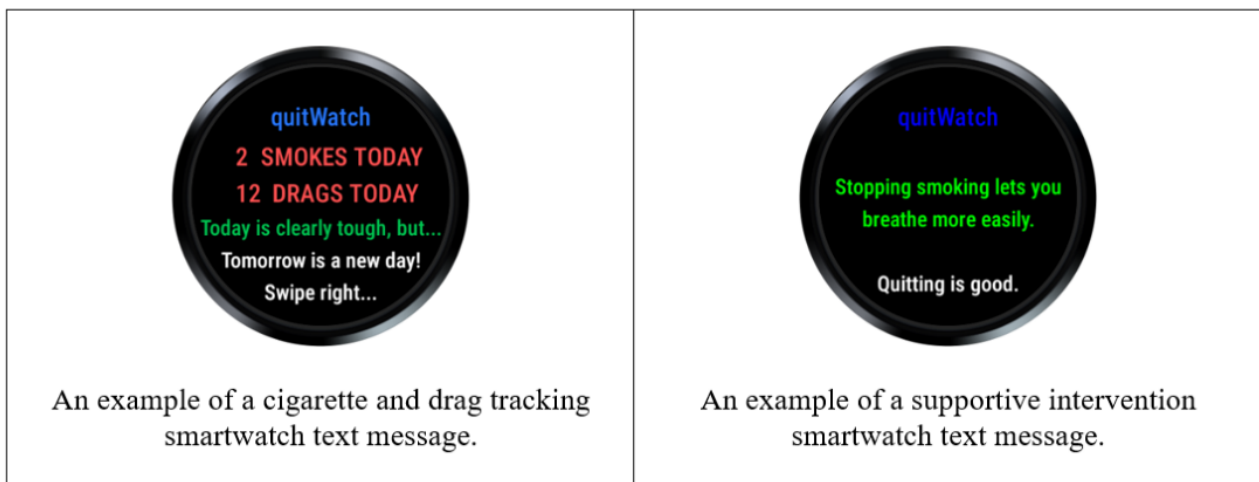 quitWatch
2 SMOKES TODAY
12 DRAGS TODAY
Today is clearly tough, but...
Tomorrow is a new day!
Swipe right...
An example of a cigarette and drag tracking
smartwatch text message.
quitWatch
Stopping smoking lets you
breathe more easily.
Quitting is good.
An example of a supportive intervention
smartwatch text message.